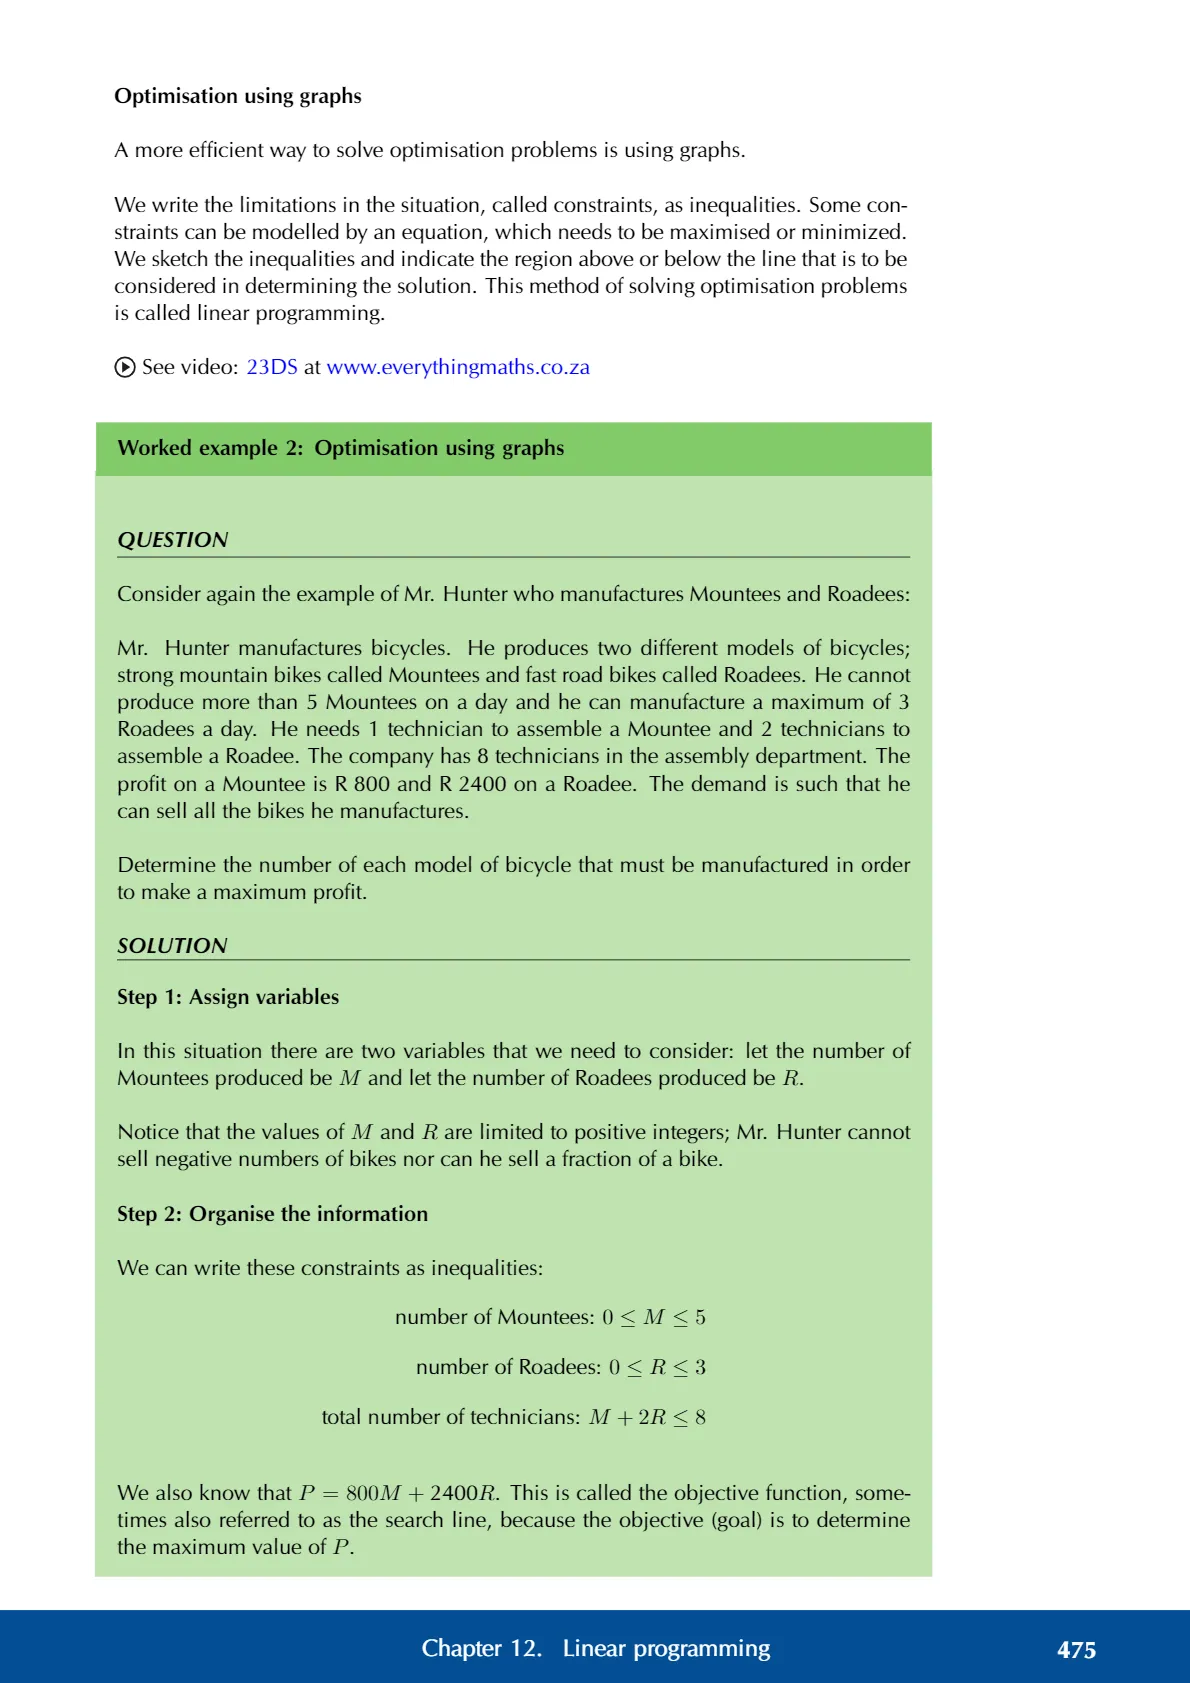 Optimisation using graphs
A more efficient way to solve optimisation problems is using graphs.
We write the limitations in the situation, called constraints, as inequalities. Some con-
straints can be modelled by an equation, which needs to be maximised or minimized.
We sketch the inequalities and indicate the region above or below the line that is to be
considered in determining the solution. This method of solving optimisation problems
is called linear programming.
See video: 23DS at www.everythingmaths.co.za
Worked example 2: Optimisation using graphs
QUESTION
Consider again the example of Mr. Hunter who manufactures Mountees and Roadees:
Mr. Hunter manufactures bicycles. He produces two different models of bicycles;
strong mountain bikes called Mountees and fast road bikes called Roadees. He cannot
produce more than 5 Mountees on a day and he can manufacture a maximum of 3
Roadees a day. He needs 1 technician to assemble a Mountee and 2 technicians to
assemble a Roadee. The company has 8 technicians in the assembly department. The
profit on a Mountee is R 800 and R 2400 on a Roadee. The demand is such that he
can sell all the bikes he manufactures.
Determine the number of each model of bicycle that must be manufactured in order
to make a maximum profit.
SOLUTION
Step 1: Assign variables
In this situation there are two variables that we need to consider: let the number of
Mountees produced be M and let the number of Roadees produced be R.
Notice that the values of M and R are limited to positive integers; Mr. Hunter cannot
sell negative numbers of bikes nor can he sell a fraction of a bike.
Step 2: Organise the information
We can write these constraints as inequalities:
number of Mountees: 0 ≤ M ≤ 5
number of Roadees: 0 ≤ R ≤ 3
total number of technicians: M + 2R ≤ 8
We also know that P = 800M + 2400R. This is called the objective function, some-
times also referred to as the search line, because the objective (goal) is to determine
the maximum value of P.
Chapter 12. Linear programming
475